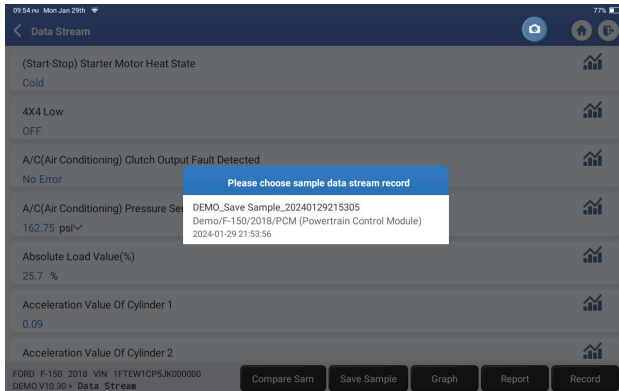 09:54 PM Mon Jan 29th 77%
Data Stream
(Start-Stop) Starter Motor Heat State
Cold
4X4 Low
OFF
A/C(Air Conditioning) Clutch Output Fault Detected
No Error
Please choose sample data stream record
A/C(Air Conditioning) Pressure Se
162.75 psi
DEMO_Save Sample_20240129215305
Demo/F-150/2018/PCM (Powertrain Control Module)
2024-01-29 21:53:56
Absolute Load Value(%)
25.7 %
Acceleration Value Of Cylinder 1
0.09
Acceleration Value Of Cylinder 2
FORD F-150 2018 VIN 1FTEW1CP5JK000000
DEMO V10.30 > Data Stream
Compare Sam Save Sample Graph Report Record